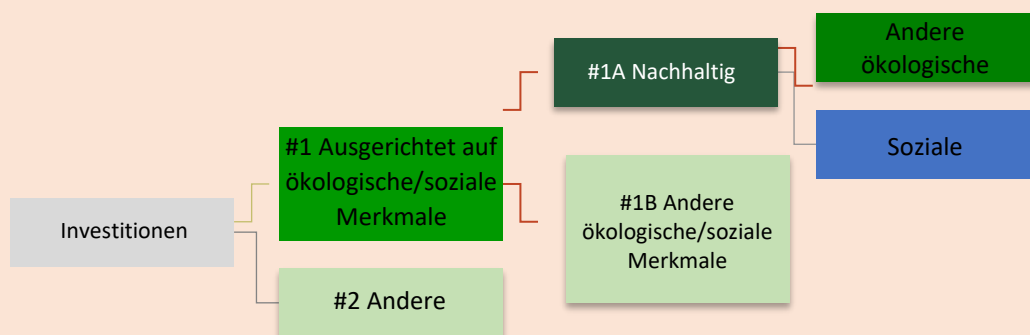 Investitionen
#1 Ausgerichtet auf
ökologische/soziale
Merkmale
#2 Andere
#1A Nachhaltig
#1B Andere
ökologische/soziale
Merkmale
Andere
ökologische
Soziale